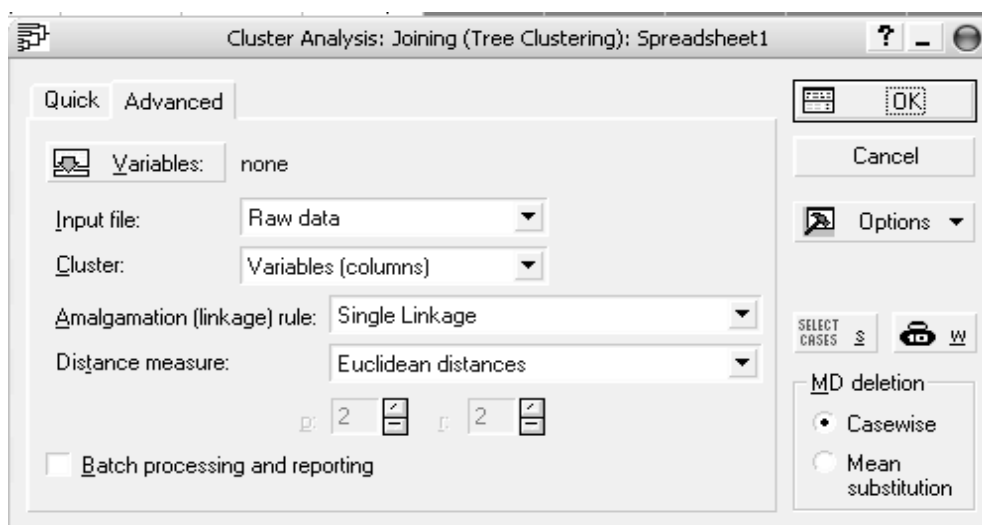 Cluster Analysis: Joining (Tree Clustering): Spreadsheet1
?
Quick Advanced
OK
Variables: none
Cancel
Input file: Raw data
Options
Cluster: Variables (columns)
Amalgamation (linkage) rule: Single Linkage
SELECT CASES S W
Distance measure: Euclidean distances
MD deletion
p: 2 r: 2
Casewise
Batch processing and reporting
Mean
substitution